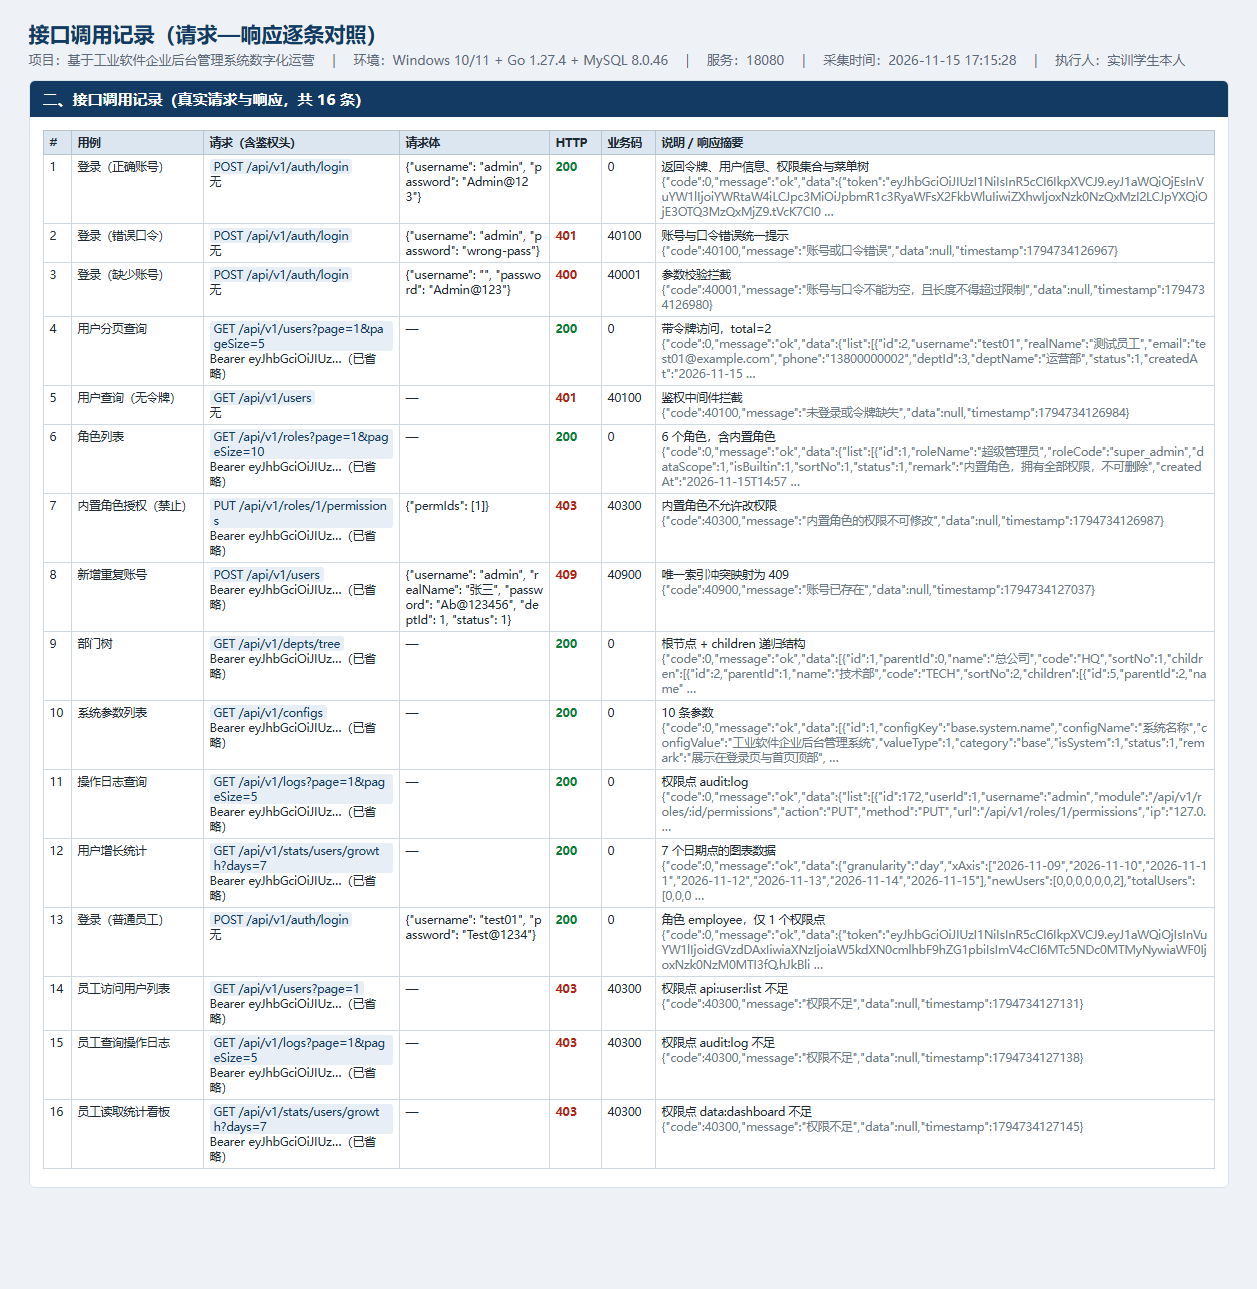 接口调用记录（请求—响应逐条对照）
项目：基于工业软件企业后台管理系统数字化运营 | 环境：Windows 10/11 + Go 1.27.4 + MySQL 8.0.46 | 服务：18080 | 采集时间：2026-11-15 17:15:28 | 执行人：实训学生本人
二、接口调用记录（真实请求与响应，共 16 条）
# 用例 请求（含鉴权头） 请求体 HTTP 业务码 说明 / 响应摘要
1 登录（正确账号） POST /api/v1/auth/login {"username": "admin", "p 200 0 返回令牌、用户信息、权限集合与菜单树
无 assword": "Admin@12 {"code":0,"message":"ok","data":{"token":"eyJhbGciOiJIUzI1NiIsInR5cCI6IkpXVCJ9.eyJ1aWQiOjEsInV
3"} uYW1lIjoiYWRtaW4iLCJpc3MiOiJpbmR1c3RyaWFsX2FkbWluIiwiZXhwIjoxNzk0NzQxMzI2LCJpYXQiO
jE3OTQ3MzQxMjZ9.tVcK7CI0 ...
2 登录（错误口令） POST /api/v1/auth/login {"username": "admin", "p 401 40100 账号与口令错误统一提示
无 assword": "wrong-pass"} {"code":40100,"message":"账号或口令错误","data":null,"timestamp":1794734126967}
3 登录（缺少账号） POST /api/v1/auth/login {"username": "", "passwo 400 40001 参数校验拦截
无 rd": "Admin@123"} {"code":40001,"message":"账号与口令不能为空，且长度不得超过限制","data":null,"timestamp":179473
4126980}
4 用户分页查询 GET /api/v1/users?page=1&pa — 200 0 带令牌访问，total=2
geSize=5 {"code":0,"message":"ok","data":{"list":[{"id":2,"username":"test01","realName":"测试员工","email":"te
Bearer eyJhbGciOiJIUz...（已省 st01@example.com","phone":"13800000002","deptId":3,"deptName":"运营部","status":1,"createdA
略） t":"2026-11-15 ...
5 用户查询（无令牌） GET /api/v1/users — 401 40100 鉴权中间件拦截
无 {"code":40100,"message":"未登录或令牌缺失","data":null,"timestamp":1794734126984}
6 角色列表 GET /api/v1/roles?page=1&pag — 200 0 6 个角色，含内置角色
eSize=10 {"code":0,"message":"ok","data":{"list":[{"id":1,"roleName":"超级管理员","roleCode":"super_admin","d
Bearer eyJhbGciOiJIUz...（已省 ataScope":1,"isBuiltin":1,"sortNo":1,"status":1,"remark":"内置角色，拥有全部权限，不可删除","created
略） At":"2026-11-15T14:57 ...
7 内置角色授权（禁止） PUT /api/v1/roles/1/permission {"permIds": [1]} 403 40300 内置角色不允许改权限
s {"code":40300,"message":"内置角色的权限不可修改","data":null,"timestamp":1794734126987}
Bearer eyJhbGciOiJIUz...（已省
略）
8 新增重复账号 POST /api/v1/users {"username": "admin", "r 409 40900 唯一索引冲突映射为 409
Bearer eyJhbGciOiJIUz...（已省 ealName": "张三", "passw {"code":40900,"message":"账号已存在","data":null,"timestamp":1794734127037}
略） ord": "Ab@123456", "de
ptId": 1, "status": 1}
9 部门树 GET /api/v1/depts/tree — 200 0 根节点 + children 递归结构
Bearer eyJhbGciOiJIUz...（已省 {"code":0,"message":"ok","data":[{"id":1,"parentId":0,"name":"总公司","code":"HQ","sortNo":1,"childr
略） en":[{"id":2,"parentId":1,"name":"技术部","code":"TECH","sortNo":2,"children":[{"id":5,"parentId":2,"na
me" ...
10 系统参数列表 GET /api/v1/configs — 200 0 10 条参数
Bearer eyJhbGciOiJIUz...（已省 {"code":0,"message":"ok","data":[{"id":1,"configKey":"base.system.name","configName":"系统名称","c
略） onfigValue":"工业软件企业后台管理系统","valueType":1,"category":"base","isSystem":1,"status":1,"rem
ark":"展示在登录页与首页顶部", ...
11 操作日志查询 GET /api/v1/logs?page=1&pag — 200 0 权限点 audit:log
eSize=5 {"code":0,"message":"ok","data":{"list":[{"id":172,"userId":1,"username":"admin","module":"/api/v1/r
Bearer eyJhbGciOiJIUz...（已省 oles/:id/permissions","action":"PUT","method":"PUT","url":"/api/v1/roles/1/permissions","ip":"127.0.
略） ...
12 用户增长统计 GET /api/v1/stats/users/growt — 200 0 7 个日期点的图表数据
h?days=7 {"code":0,"message":"ok","data":{"granularity":"day","xAxis":["2026-11-09","2026-11-10","2026-11-1
Bearer eyJhbGciOiJIUz...（已省 1","2026-11-12","2026-11-13","2026-11-14","2026-11-15"],"newUsers":[0,0,0,0,0,0,2],"totalUsers":
略） [0,0,0 ...
13 登录（普通员工） POST /api/v1/auth/login {"username": "test01", "p 200 0 角色 employee，仅 1 个权限点
无 assword": "Test@1234"} {"code":0,"message":"ok","data":{"token":"eyJhbGciOiJIUzI1NiIsInR5cCI6IkpXVCJ9.eyJ1aWQiOjIsInVu
YW1lIjoidGVzdDAxIiwiaXNzIjoiaW5kdXN0cmlhbF9hZG1pbiIsImV4cCI6MTc5NDc0MTMyNywiaWF0Ij
oxNzk0NzM0MTI3fQ.hJkBli ...
14 员工访问用户列表 GET /api/v1/users?page=1 — 403 40300 权限点 api:user:list 不足
Bearer eyJhbGciOiJIUz...（已省 {"code":40300,"message":"权限不足","data":null,"timestamp":1794734127131}
略）
15 员工查询操作日志 GET /api/v1/logs?page=1&pag — 403 40300 权限点 audit:log 不足
eSize=5 {"code":40300,"message":"权限不足","data":null,"timestamp":1794734127138}
Bearer eyJhbGciOiJIUz...（已省
略）
16 员工读取统计看板 GET /api/v1/stats/users/growt — 403 40300 权限点 data:dashboard 不足
h?days=7 {"code":40300,"message":"权限不足","data":null,"timestamp":1794734127145}
Bearer eyJhbGciOiJIUz...（已省
略）